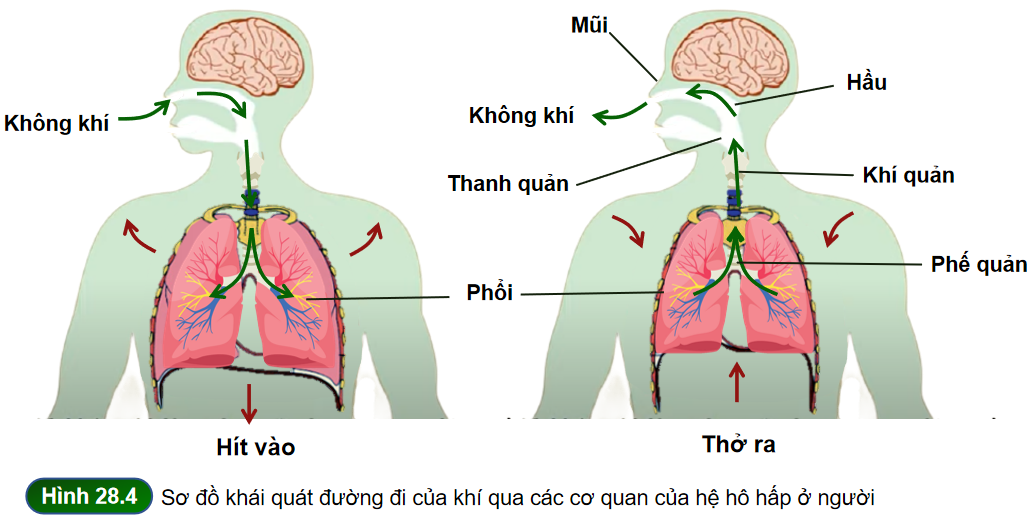 Mũi
Hầu
Không khí
Không khí
Thanh quản
Khí quản
Phế quản
Phổi
Hít vào
Thở ra
Hình 28.4 Sơ đồ khái quát đường đi của khí qua các cơ quan của hệ hô hấp ở người